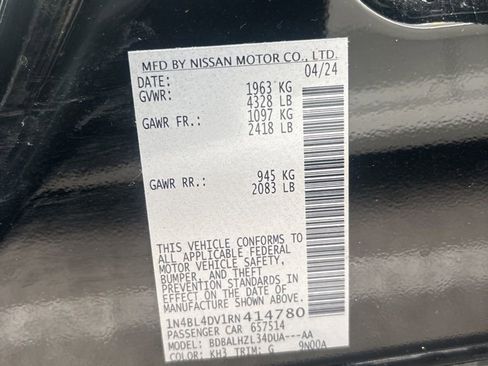 MFD BY NISSAN MOTOR CO., LTD.
DATE: 04/24
GVWR: 1963 KG
4328 LB
GAWR FR.: 1097 KG
2418 LB
GAWR RR.: 945 KG
2083 LB
THIS VEHICLE CONFORMS TO
ALL APPLICABLE FEDERAL
MOTOR VEHICLE SAFETY,
BUMPER, AND THEFT
PREVENTION STANDARDS IN
EFFECT ON THE DATE OF
MANUFACTURE SHOWN ABOVE.
1N4BL4DV1RN414780
PASSENGER CAR 657514
MODEL: BDBALHZL34DUA---AA
COLOR: KH3 TRIM: G 9N00A